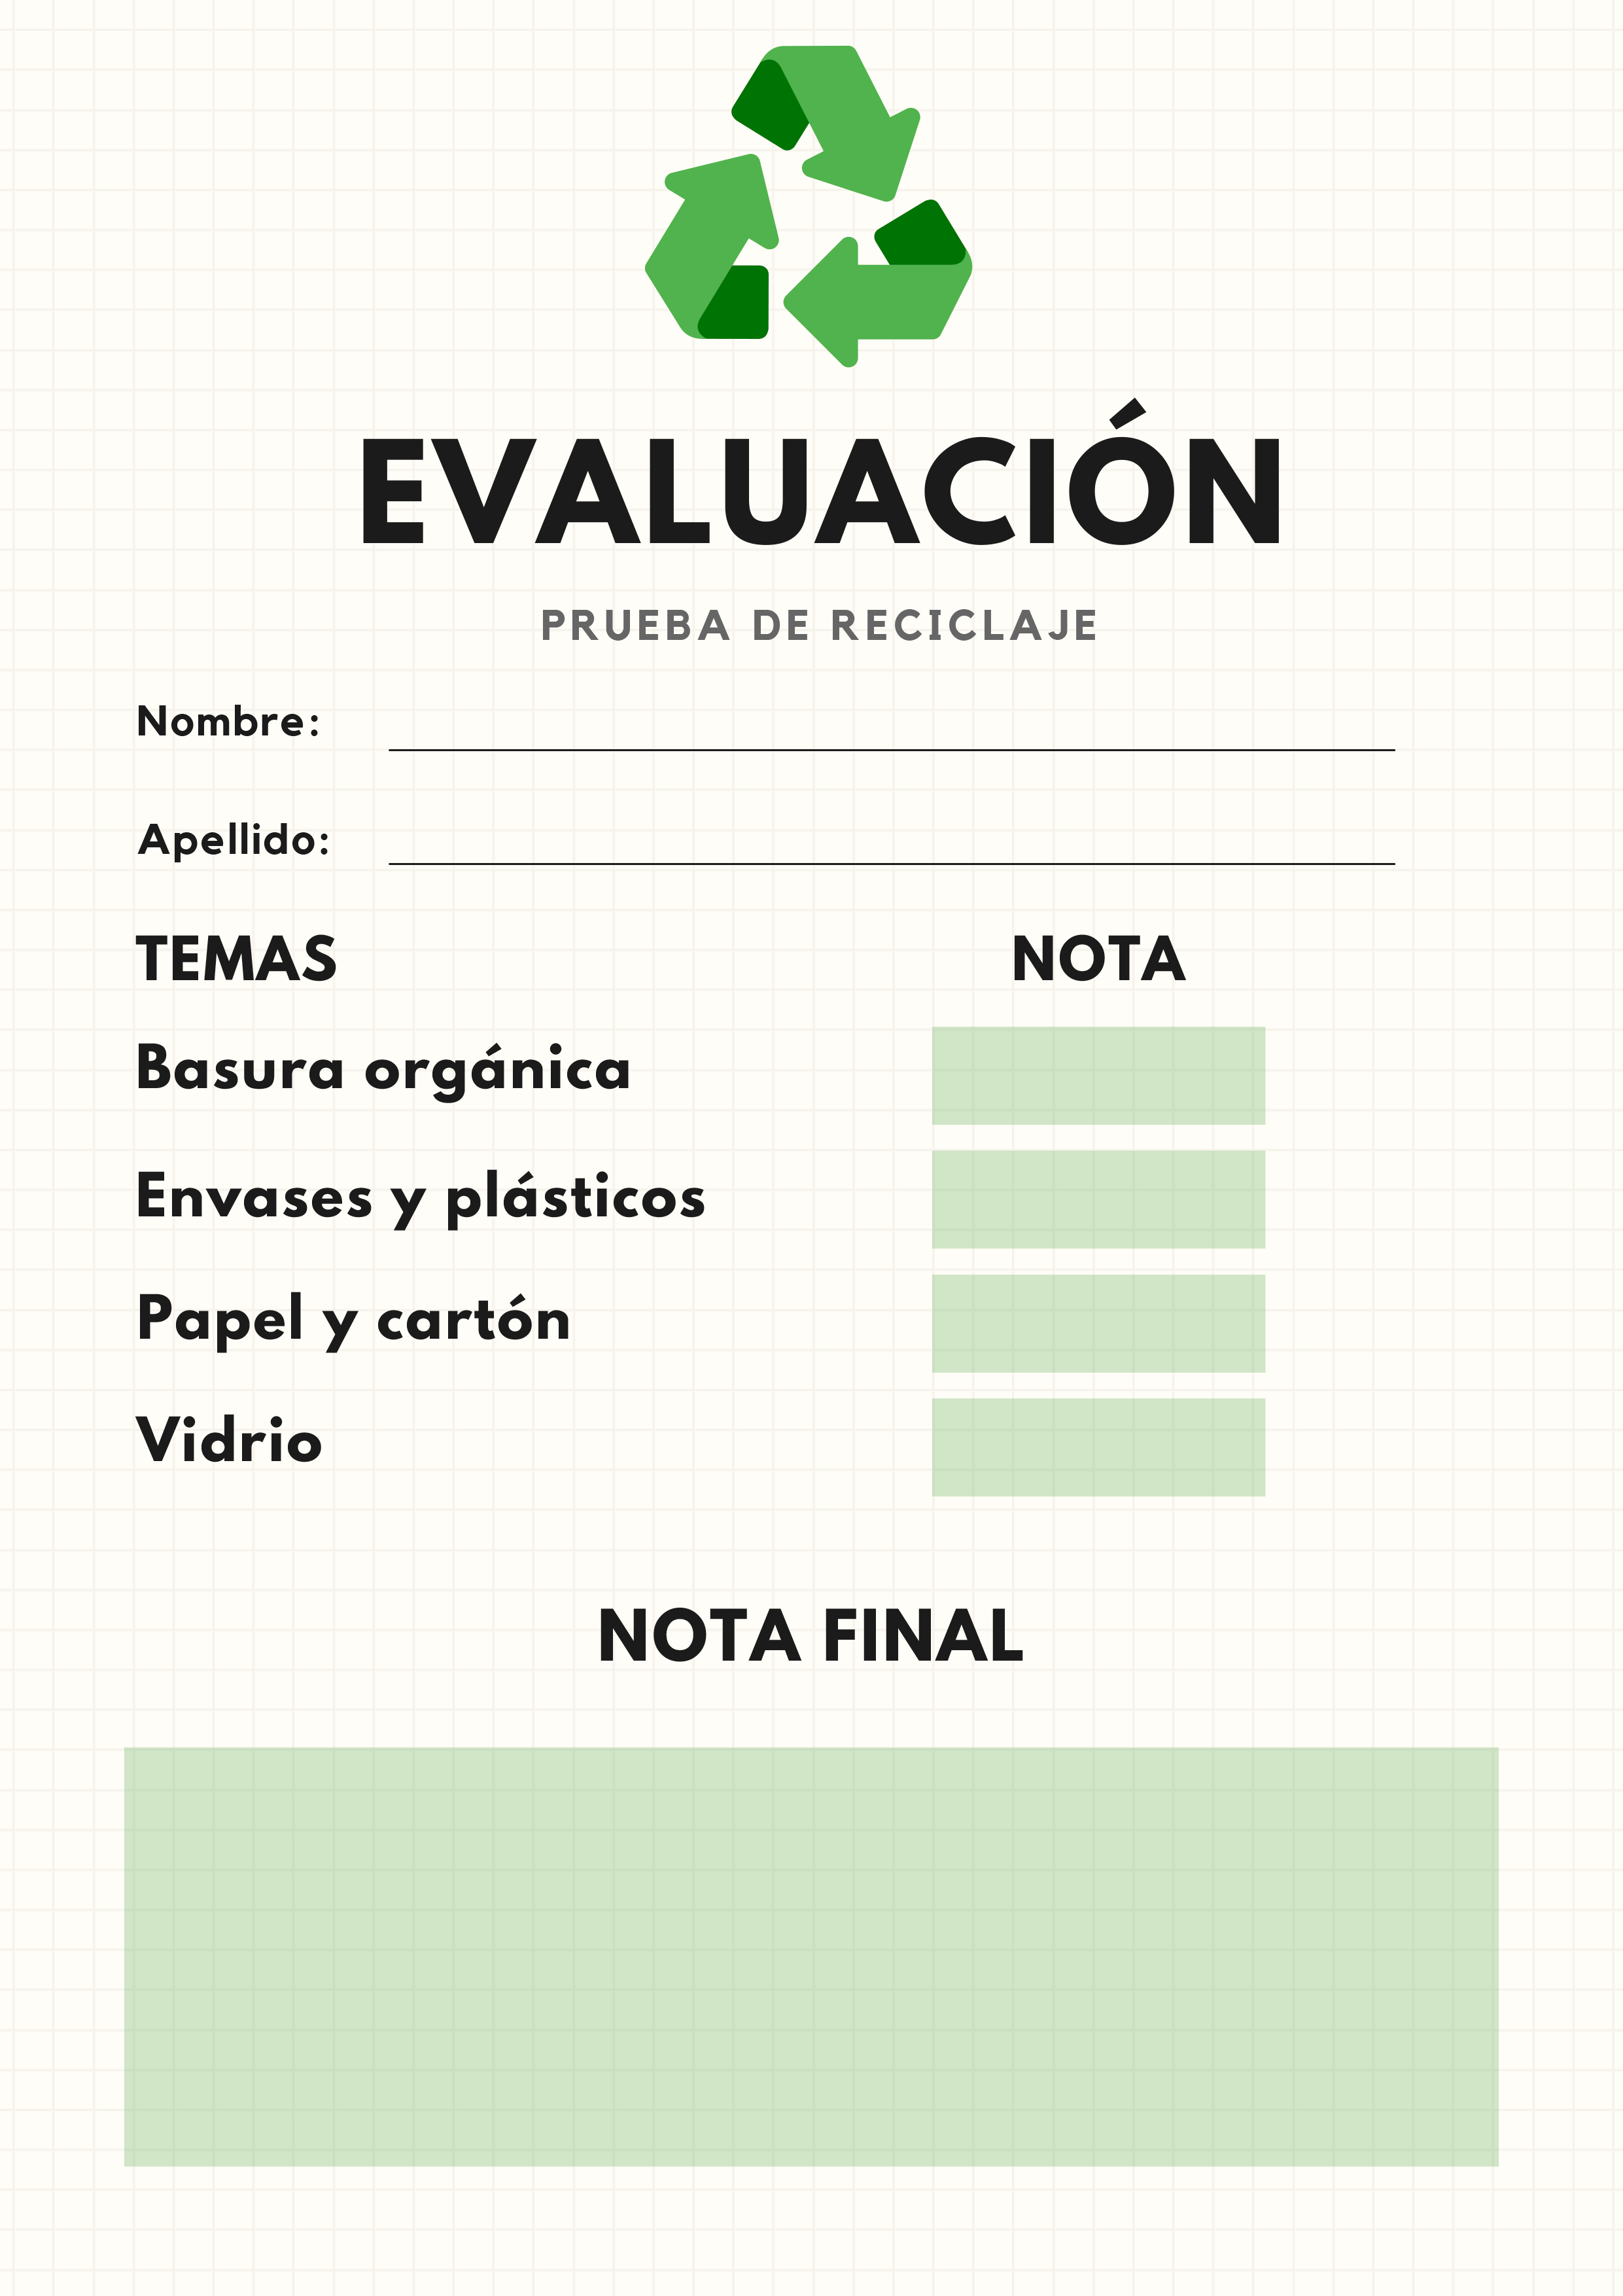 EVALUACIÓN
PRUEBA DE RECICLAJE
Nombre:
Apellido:
TEMAS NOTA
Basura orgánica
Envases y plásticos
Papel y cartón
Vidrio
NOTA FINAL